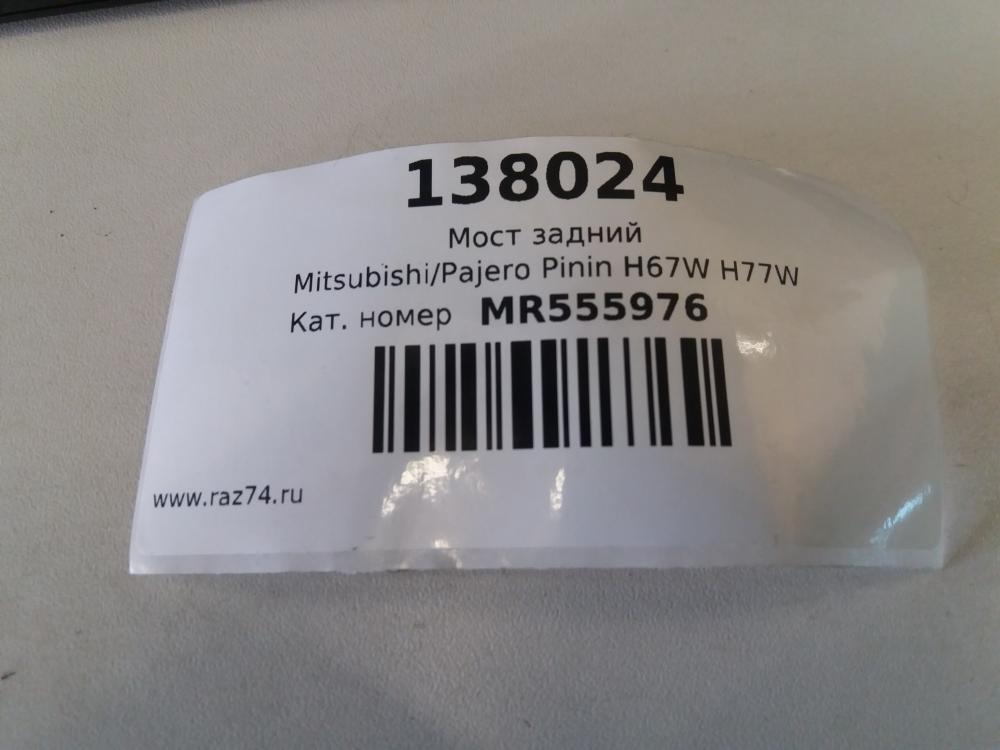 138024
Мост задний
Mitsubishi/Pajero Pinin H67W H77W
Кат. номер MR555976
www.raz74.ru